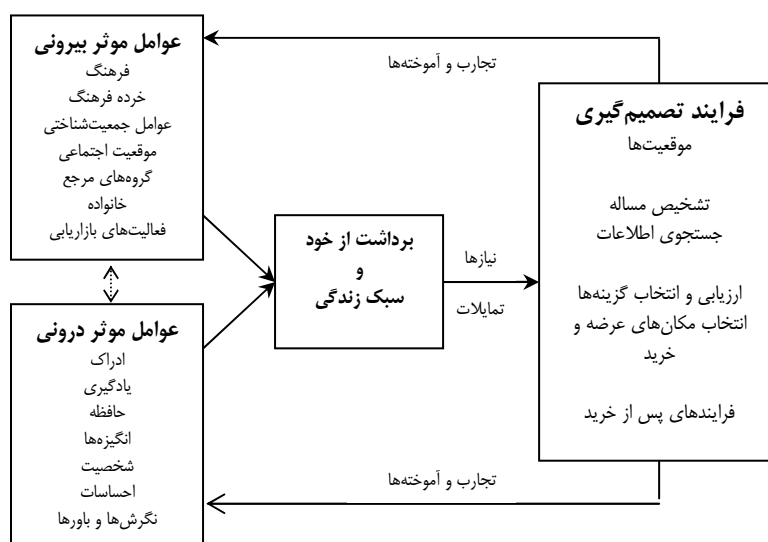 عوامل موثر بیرونی
فرهنگ
خرده فرهنگ
عوامل جمعیت‌شناختی
موقعیت اجتماعی
گروه‌های مرجع
خانواده
فعالیت‌های بازاریابی
تجارب و آموخته‌ها
فرایند تصمیم‌گیری
موقعیت‌ها
تشخیص مساله
جستجوی اطلاعات
ارزیابی و انتخاب گزینه‌ها
انتخاب مکان‌های عرضه و
خرید
فرایندهای پس از خرید
برداشت از خود
و
سبک زندگی
نیازها
تمایلات
عوامل موثر درونی
ادراک
یادگیری
حافظه
انگیزه‌ها
شخصیت
احساسات
نگرش‌ها و باورها
تجارب و آموخته‌ها